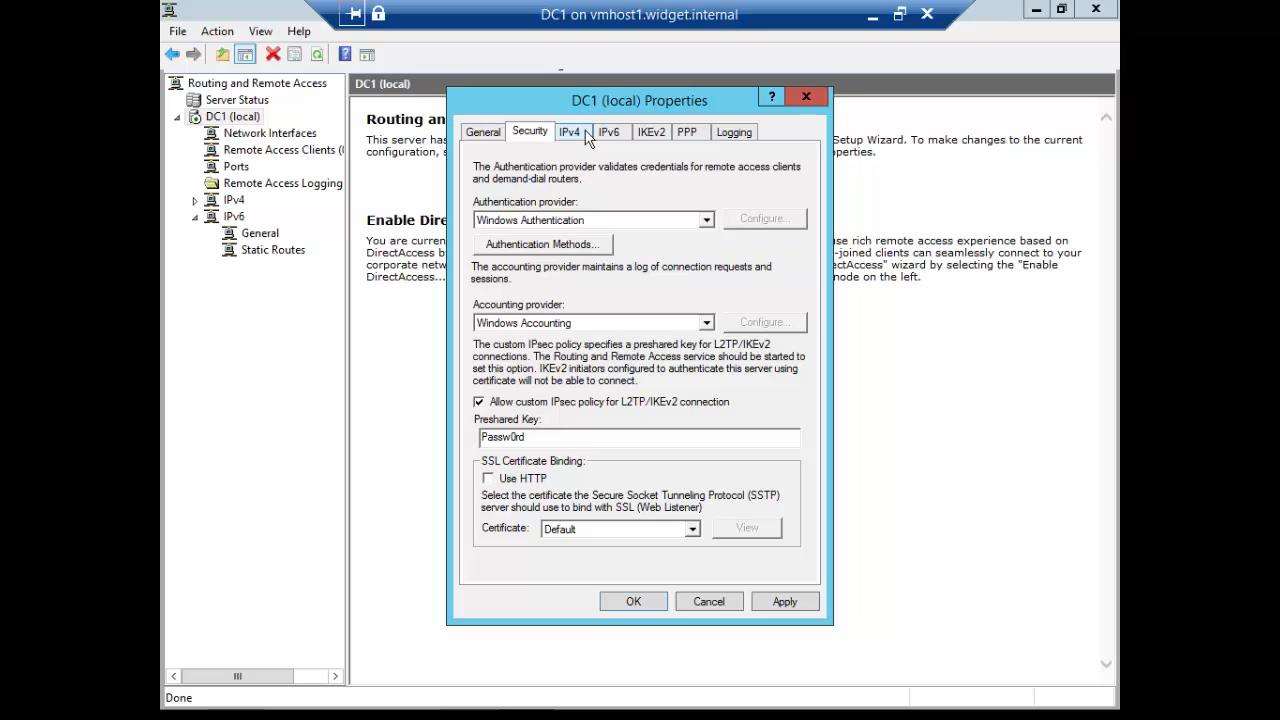 DC1 on vmhost1.widget.internal
File Action View Help
Routing and Remote Access
Server Status
DC1 (local)
Network Interfaces
Remote Access Clients (
Ports
Remote Access Logging
IPv4
IPv6
General
Static Routes
DC1 (local)
Routing an
This server has
configuration, s
Setup Wizard. To make changes to the current
operties.
Enable Dire
You are curren
DirectAccess b
corporate netw
DirectAccess...
use rich remote access experience based on
-joined clients can seamlessly connect to your
rectAccess" wizard by selecting the "Enable
node on the left.
DC1 (local) Properties
General Security IPv4 IPv6 IKEv2 PPP Logging
The Authentication provider validates credentials for remote access clients
and demand-dial routers.
Authentication provider:
Windows Authentication Configure...
Authentication Methods...
The accounting provider maintains a log of connection requests and
sessions.
Accounting provider:
Windows Accounting Configure...
The custom IPsec policy specifies a preshared key for L2TP/IKEv2
connections. The Routing and Remote Access service should be started to
set this option. IKEv2 initiators configured to authenticate this server using
certificate will not be able to connect.
Allow custom IPsec policy for L2TP/IKEv2 connection
Preshared Key:
Passw0rd
SSL Certificate Binding:
Use HTTP
Select the certificate the Secure Socket Tunneling Protocol (SSTP)
server should use to bind with SSL (Web Listener)
Certificate: Default View
OK Cancel Apply
Done